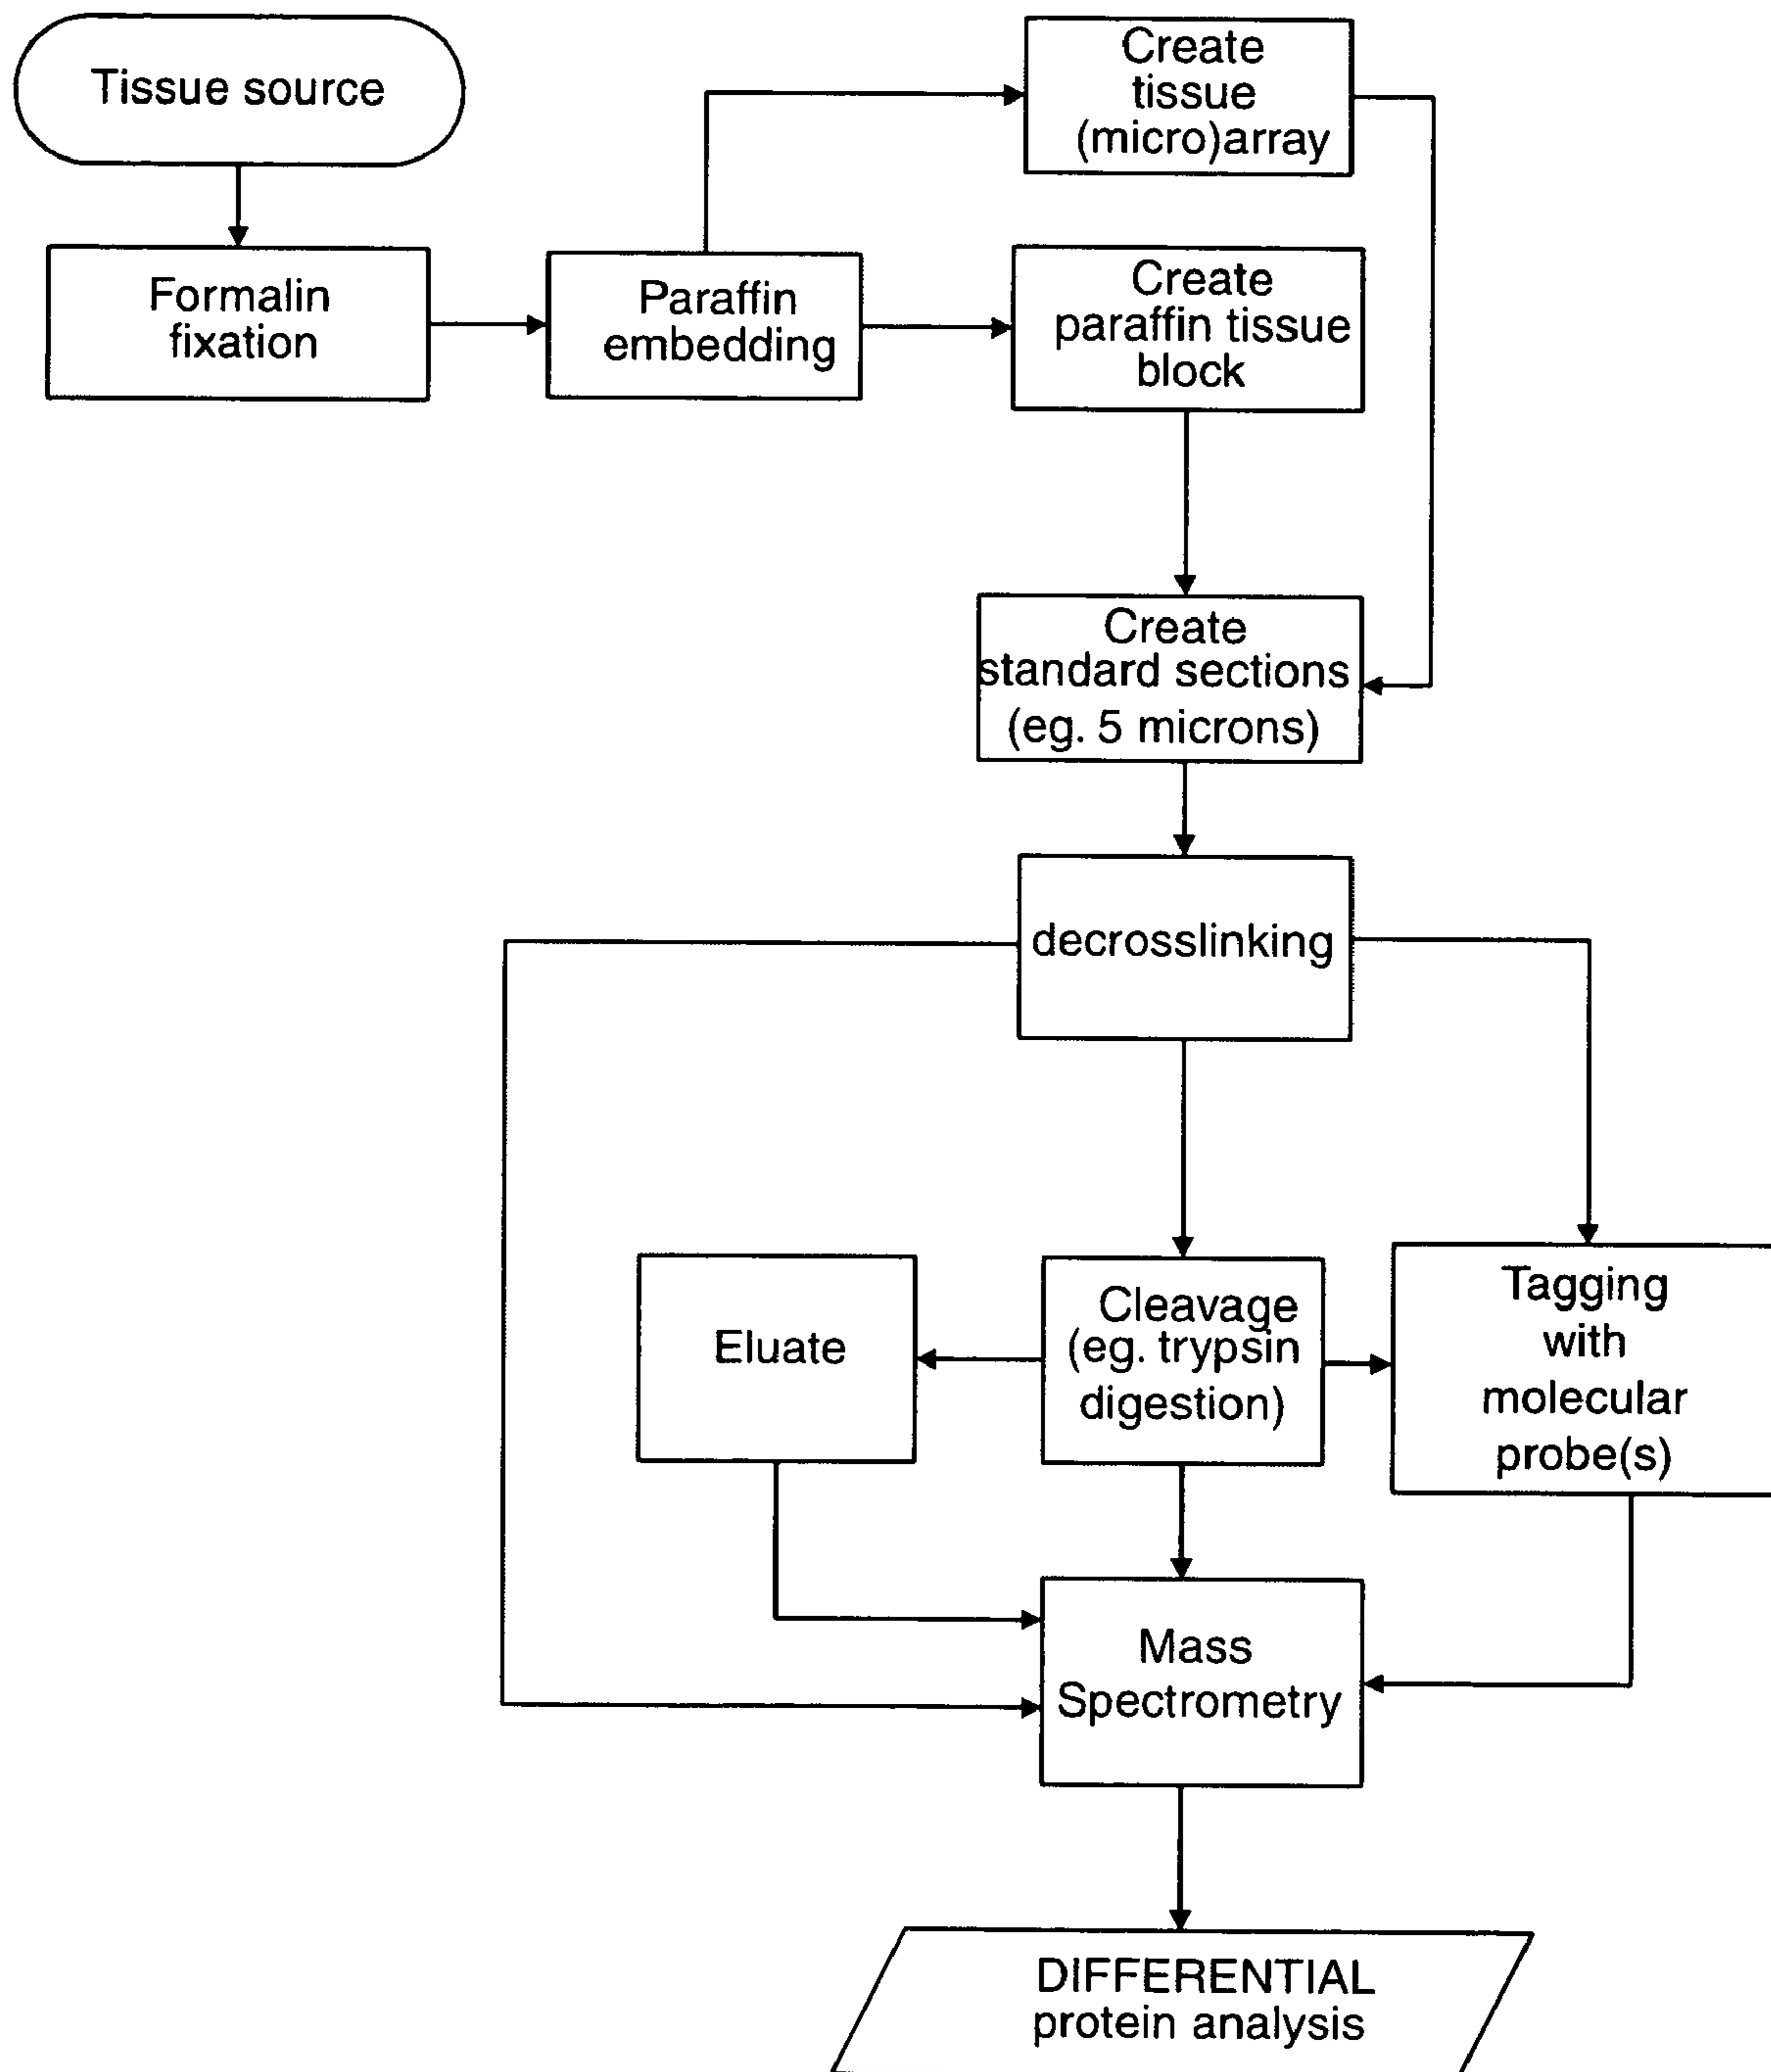 Tissue source
Create
tissue
(micro)array
Formalin
fixation
Paraffin
embedding
Create
paraffin tissue
block
Create
standard sections
(eg. 5 microns)
decrosslinking
Eluate
Cleavage
(eg. trypsin
digestion)
Tagging
with
molecular
probe(s)
Mass
Spectrometry
DIFFERENTIAL
protein analysis